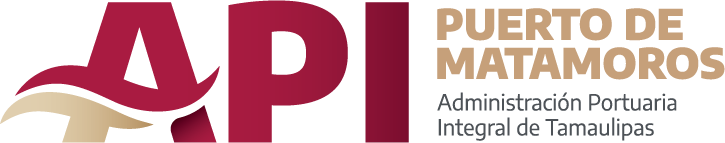 API
PUERTO DE
MATAMOROS
Administración Portuaria
Integral de Tamaulipas